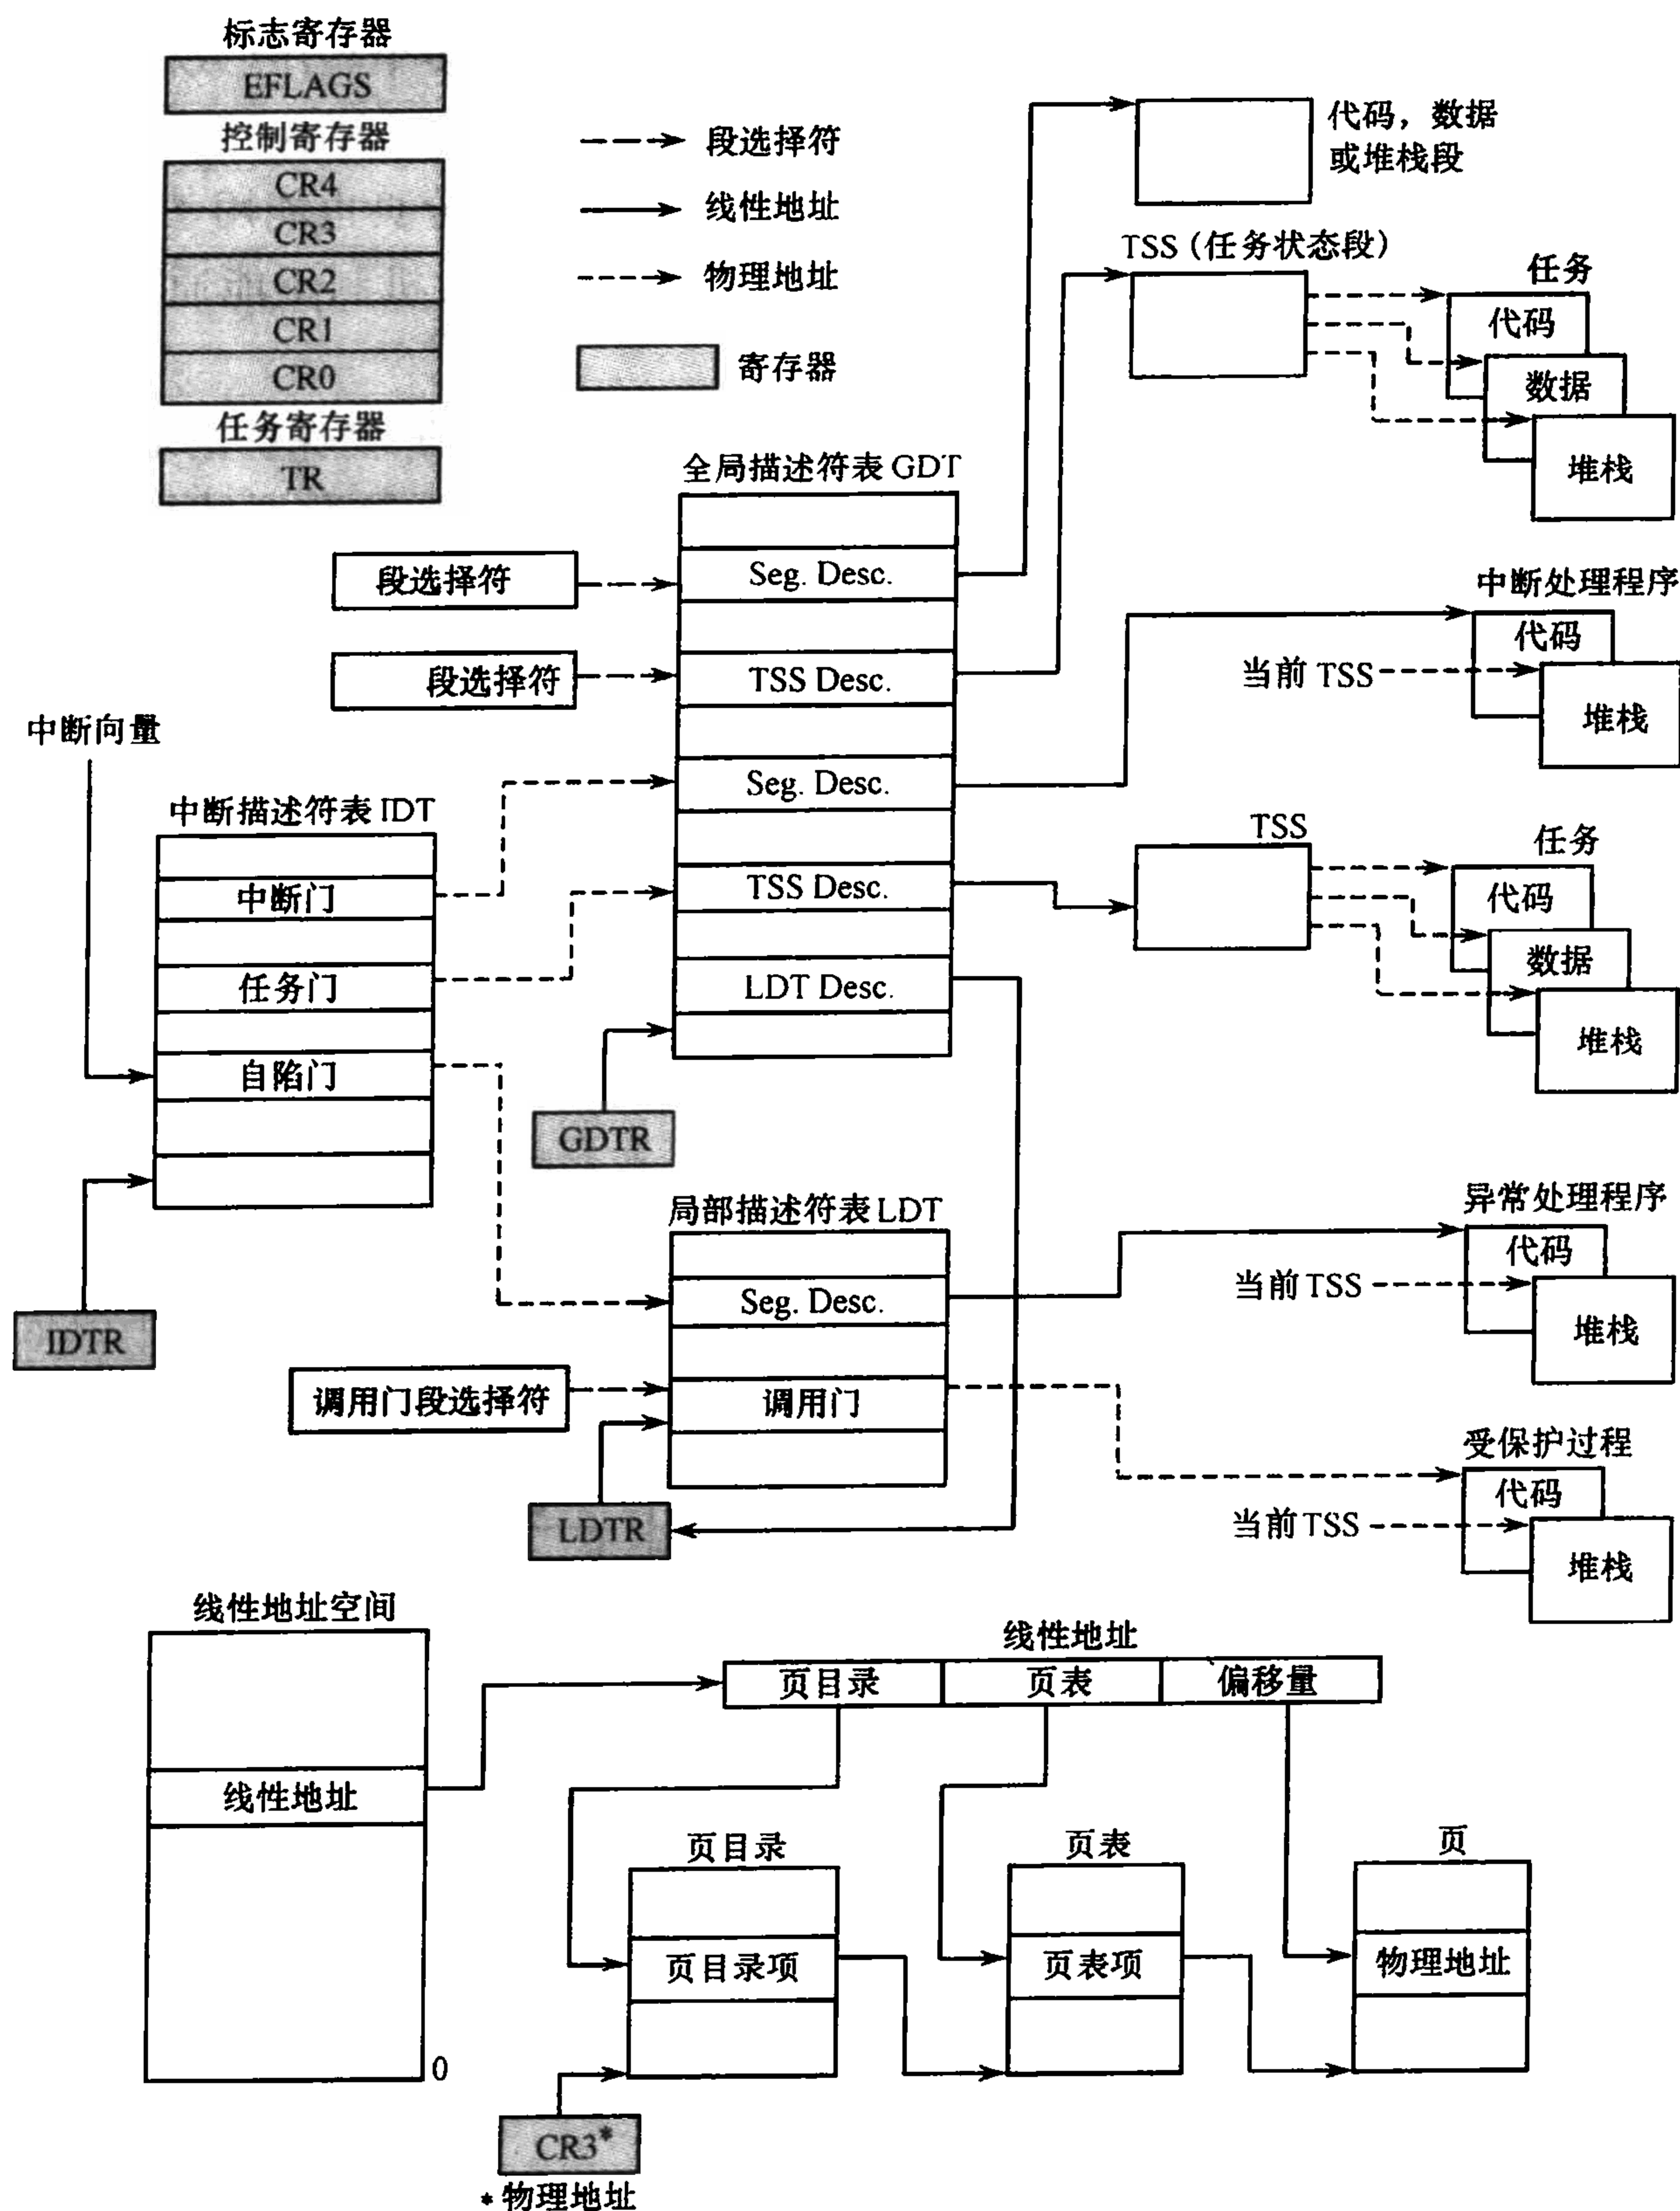 标志寄存器
EFLAGS
控制寄存器
CR4
CR3
CR2
CR1
CR0
任务寄存器
TR
段选择符
线性地址
物理地址
寄存器
代码，数据
或堆栈段
TSS（任务状态段）
任务
代码
数据
堆栈
全局描述符表 GDT
段选择符
Seg. Desc.
段选择符
TSS Desc.
Seg. Desc.
TSS Desc.
LDT Desc.
GDTR
中断处理程序
代码
当前 TSS
堆栈
中断向量
中断描述符表 IDT
中断门
任务门
自陷门
IDTR
TSS
任务
代码
数据
堆栈
局部描述符表 LDT
Seg. Desc.
调用门段选择符
调用门
LDTR
异常处理程序
代码
当前 TSS
堆栈
受保护过程
代码
当前 TSS
堆栈
线性地址空间
线性地址
0
线性地址
页目录
页表
偏移量
页目录
页目录项
页表
页表项
页
物理地址
CR3*
* 物理地址